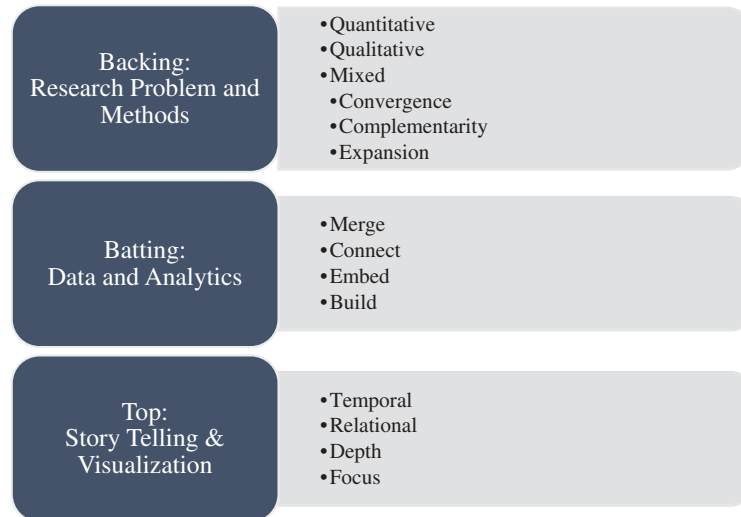 Backing:
Research Problem and
Methods
•Quantitative
•Qualitative
•Mixed
•Convergence
•Complementarity
•Expansion
Batting:
Data and Analytics
•Merge
•Connect
•Embed
•Build
Top:
Story Telling &
Visualization
•Temporal
•Relational
•Depth
•Focus